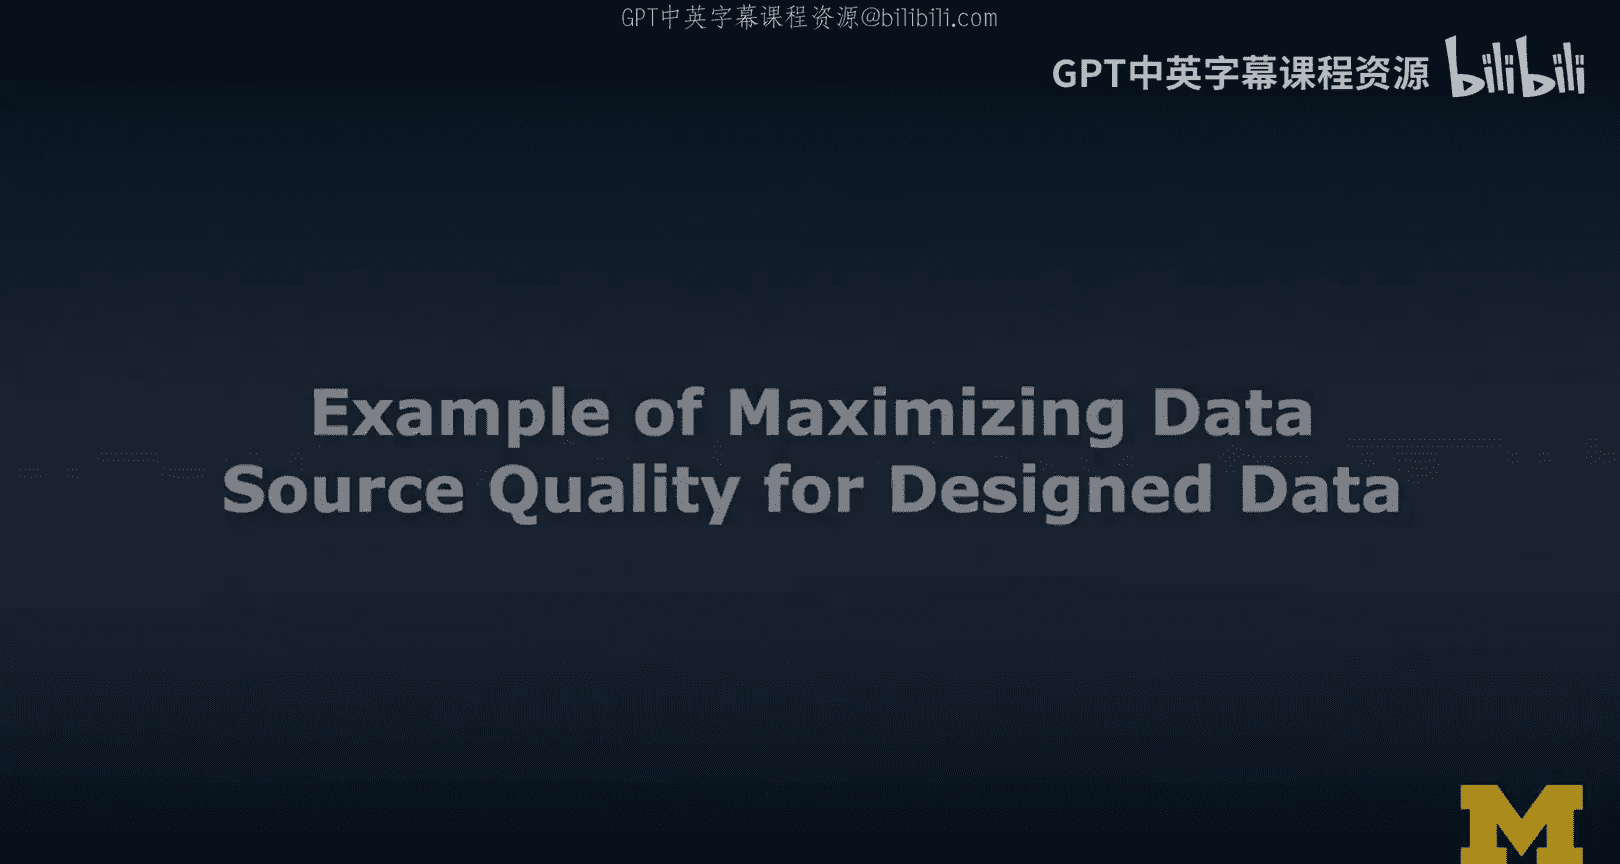 GPT中英字幕课程资源@bilibili.com
GPT中英字幕课程资源 bilibili
Example of Maximizing Data
Source Quality for Designed Data
M